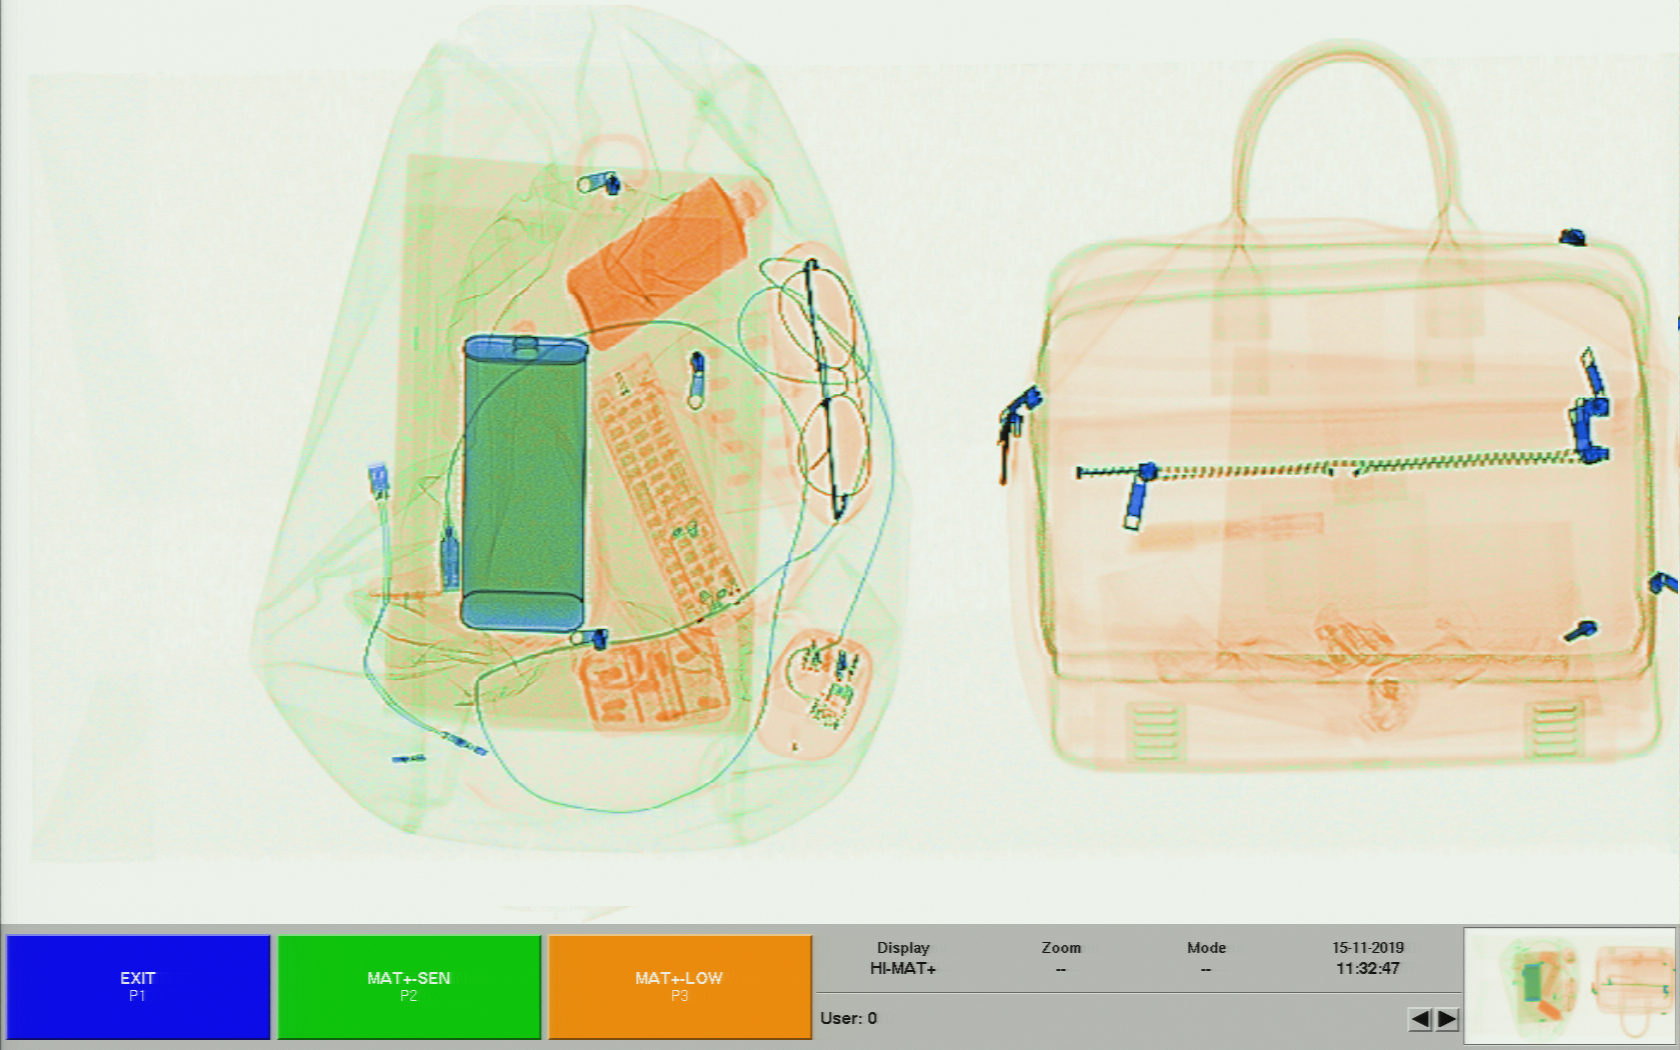 EXIT
P1
MAT+-SEN
P2
MAT+-LOW
P3
Display
HI-MAT+
Zoom
--
Mode
--
15-11-2019
11:32:47
User: 0